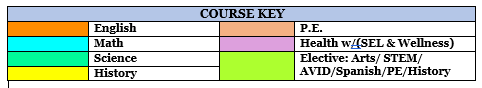 COURSE KEY
English
P.E.
Math
Health w/(SEL & Wellness)
Science
Elective: Arts/ STEM/
AVID/Spanish/PE/History
History